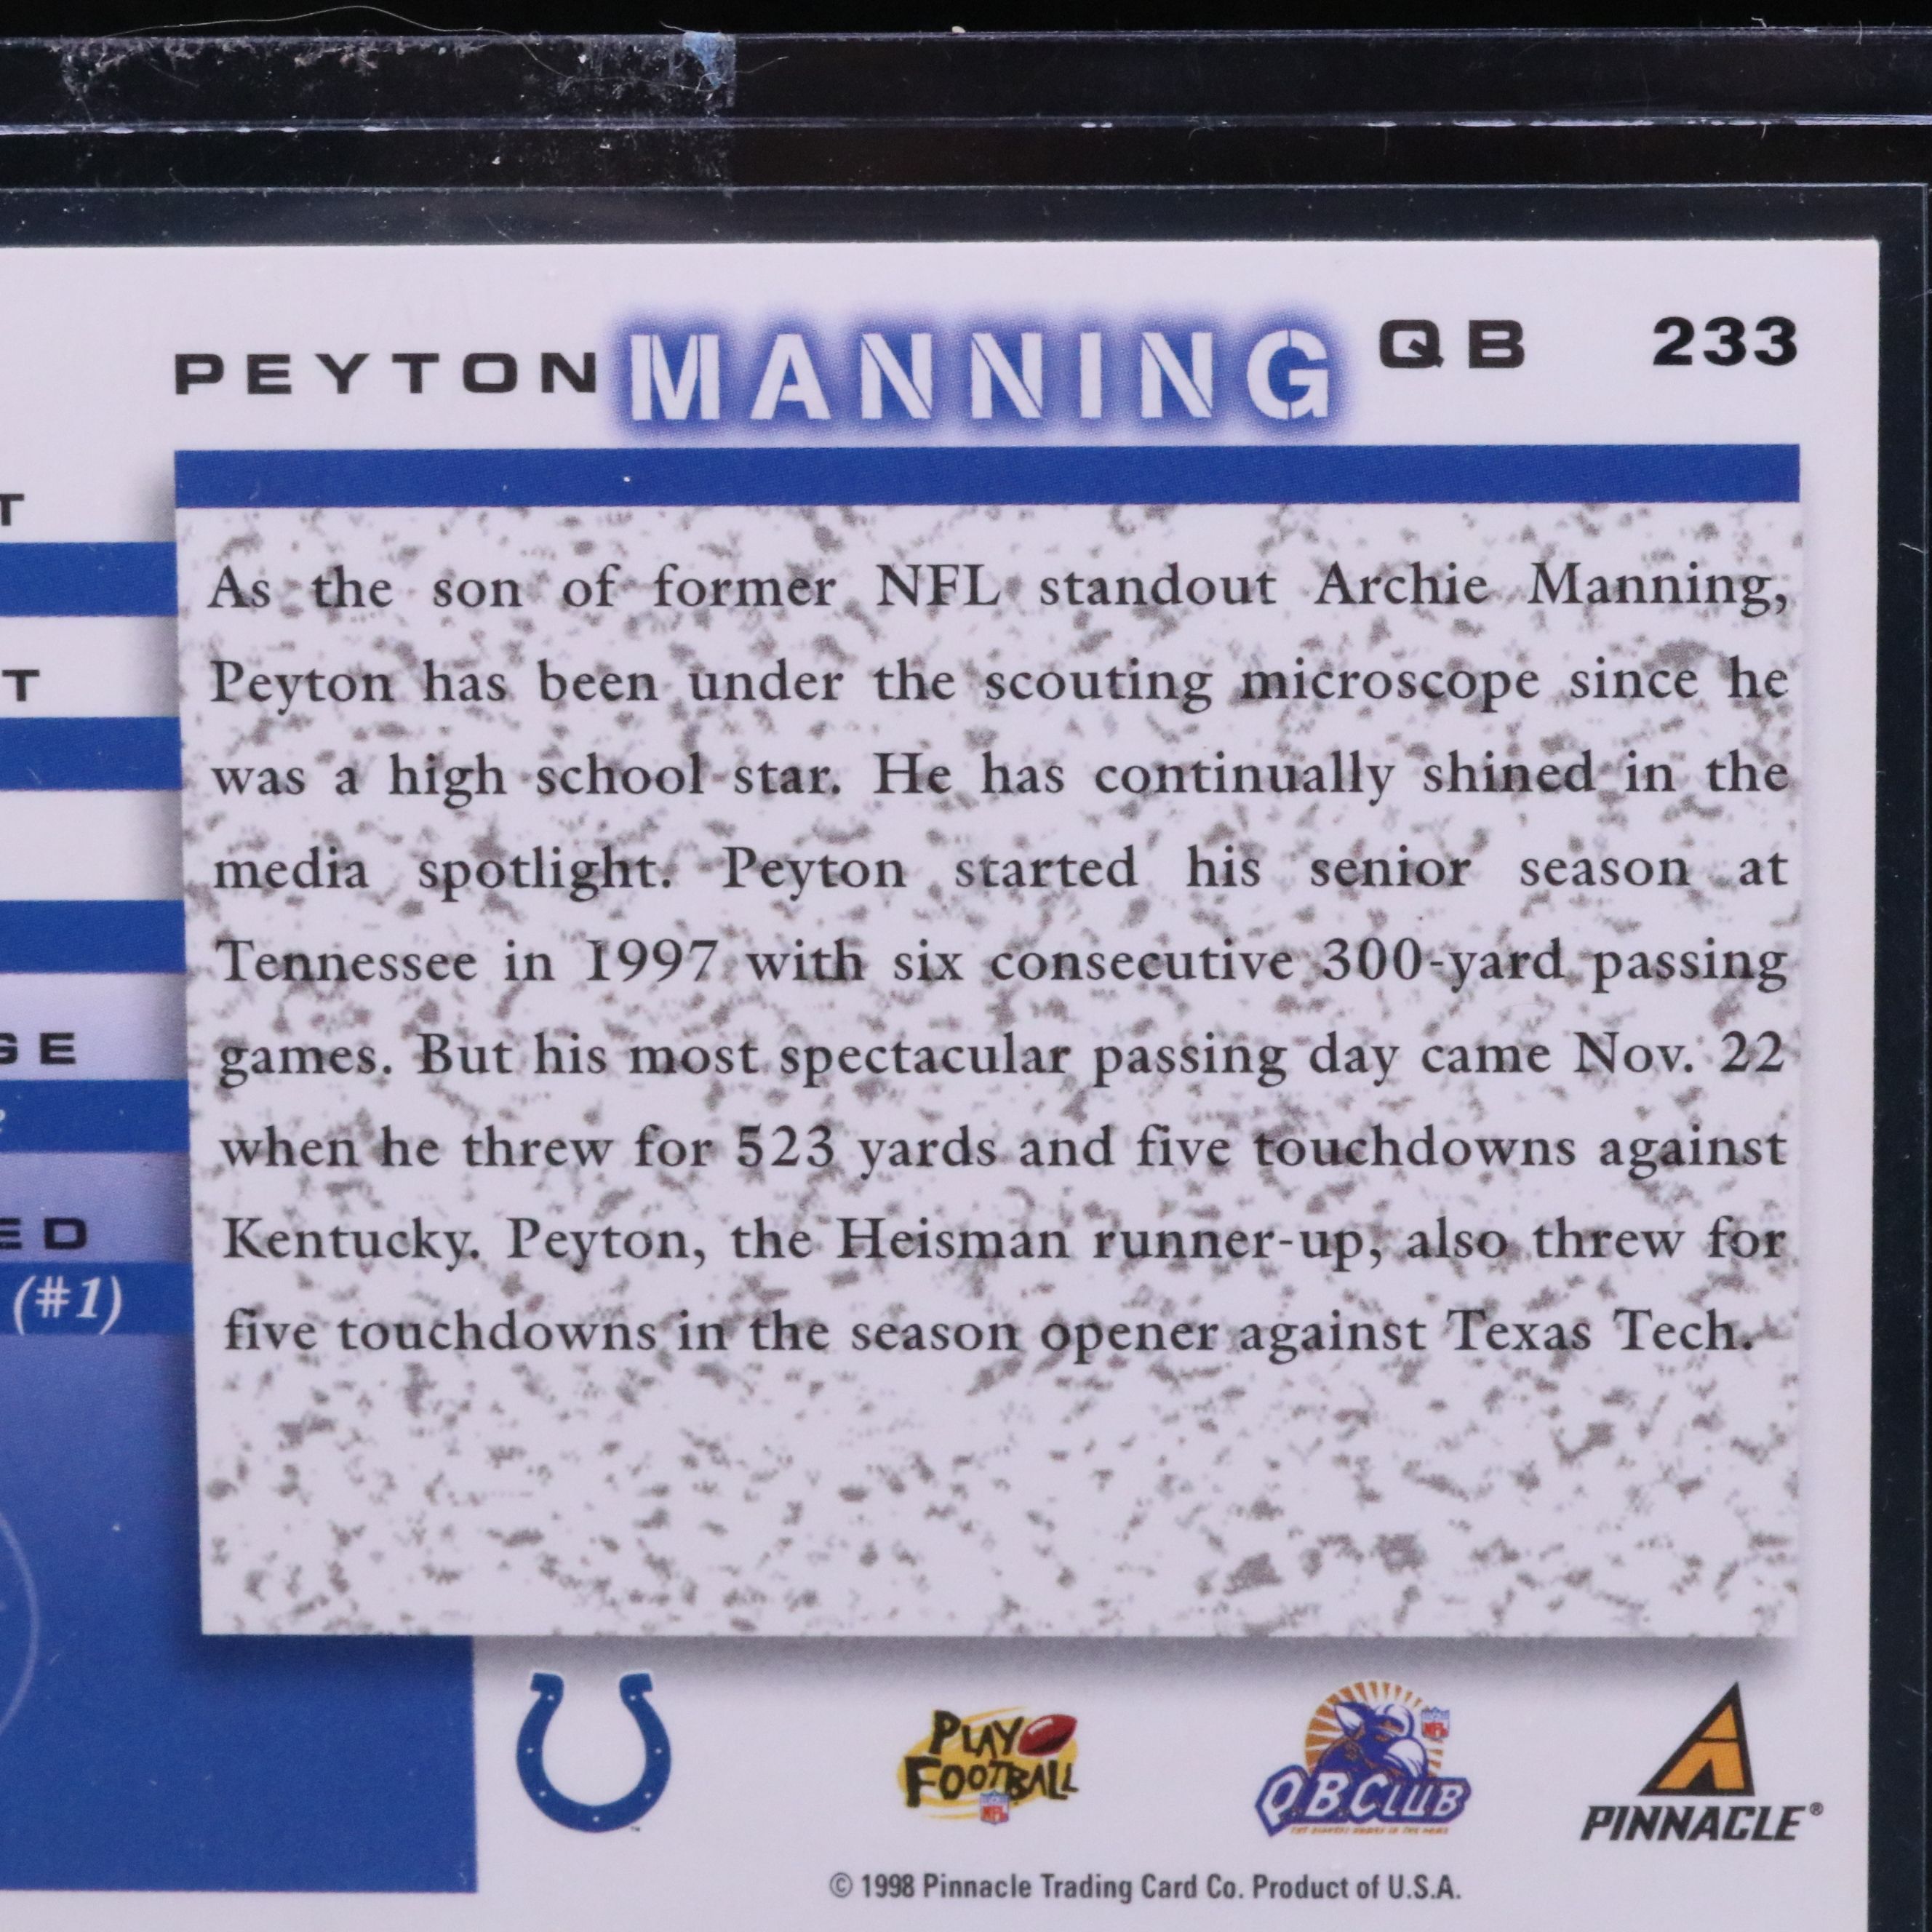 PEYTON MANNING QB 233
T
T
GE
ED
(#1)
As the son of former NFL standout Archie Manning,
Peyton has been under the scouting microscope since he
was a high school star. He has continually shined in the
media spotlight. Peyton started his senior season at
Tennessee in 1997 with six consecutive 300-yard passing
games. But his most spectacular passing day came Nov. 22
when he threw for 523 yards and five touchdowns against
Kentucky. Peyton, the Heisman runner-up, also threw for
five touchdowns in the season opener against Texas Tech.
PLAY
FOOTBALL
NFL
NFL
Q.B. CLUB
PINNACLE®
© 1998 Pinnacle Trading Card Co. Product of U.S.A.